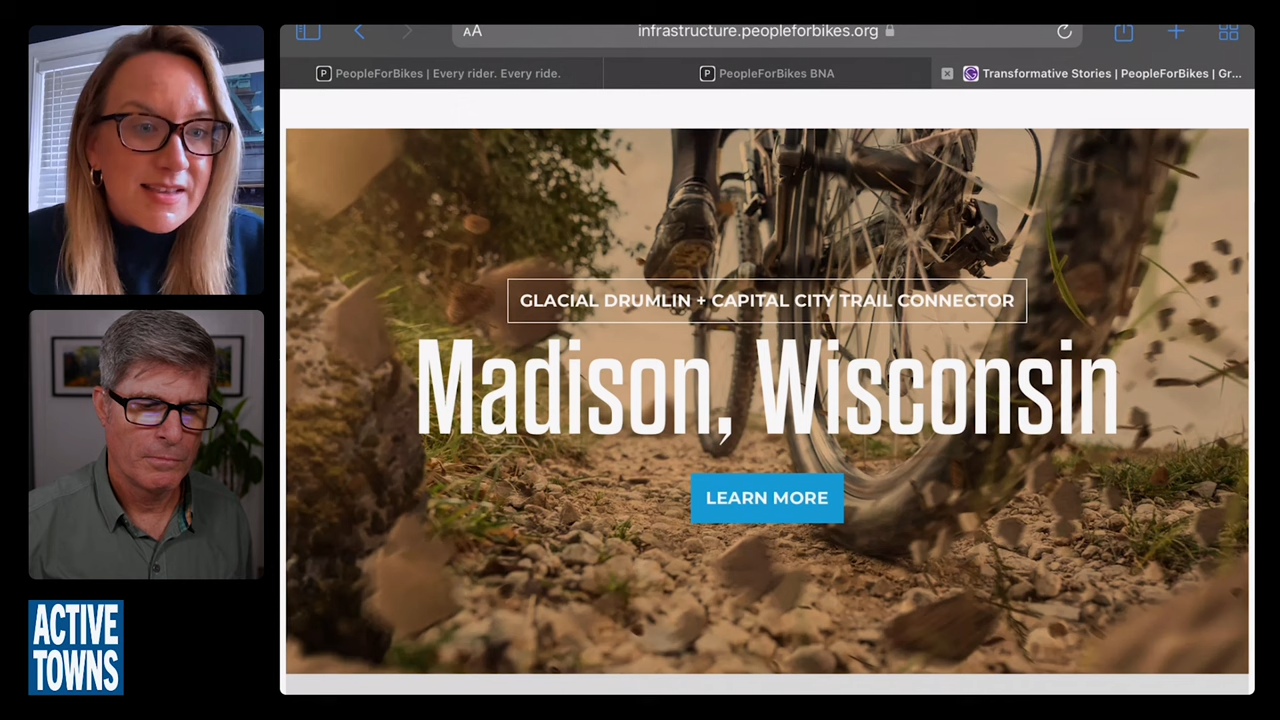 AA
infrastructure.peopleforbikes.org
P PeopleForBikes | Every rider. Every ride.
P PeopleForBikes BNA
Transformative Stories | PeopleForBikes | Gr...
GLACIAL DRUMLIN + CAPITAL CITY TRAIL CONNECTOR
Madison, Wisconsin
LEARN MORE
ACTIVE
TOWNS